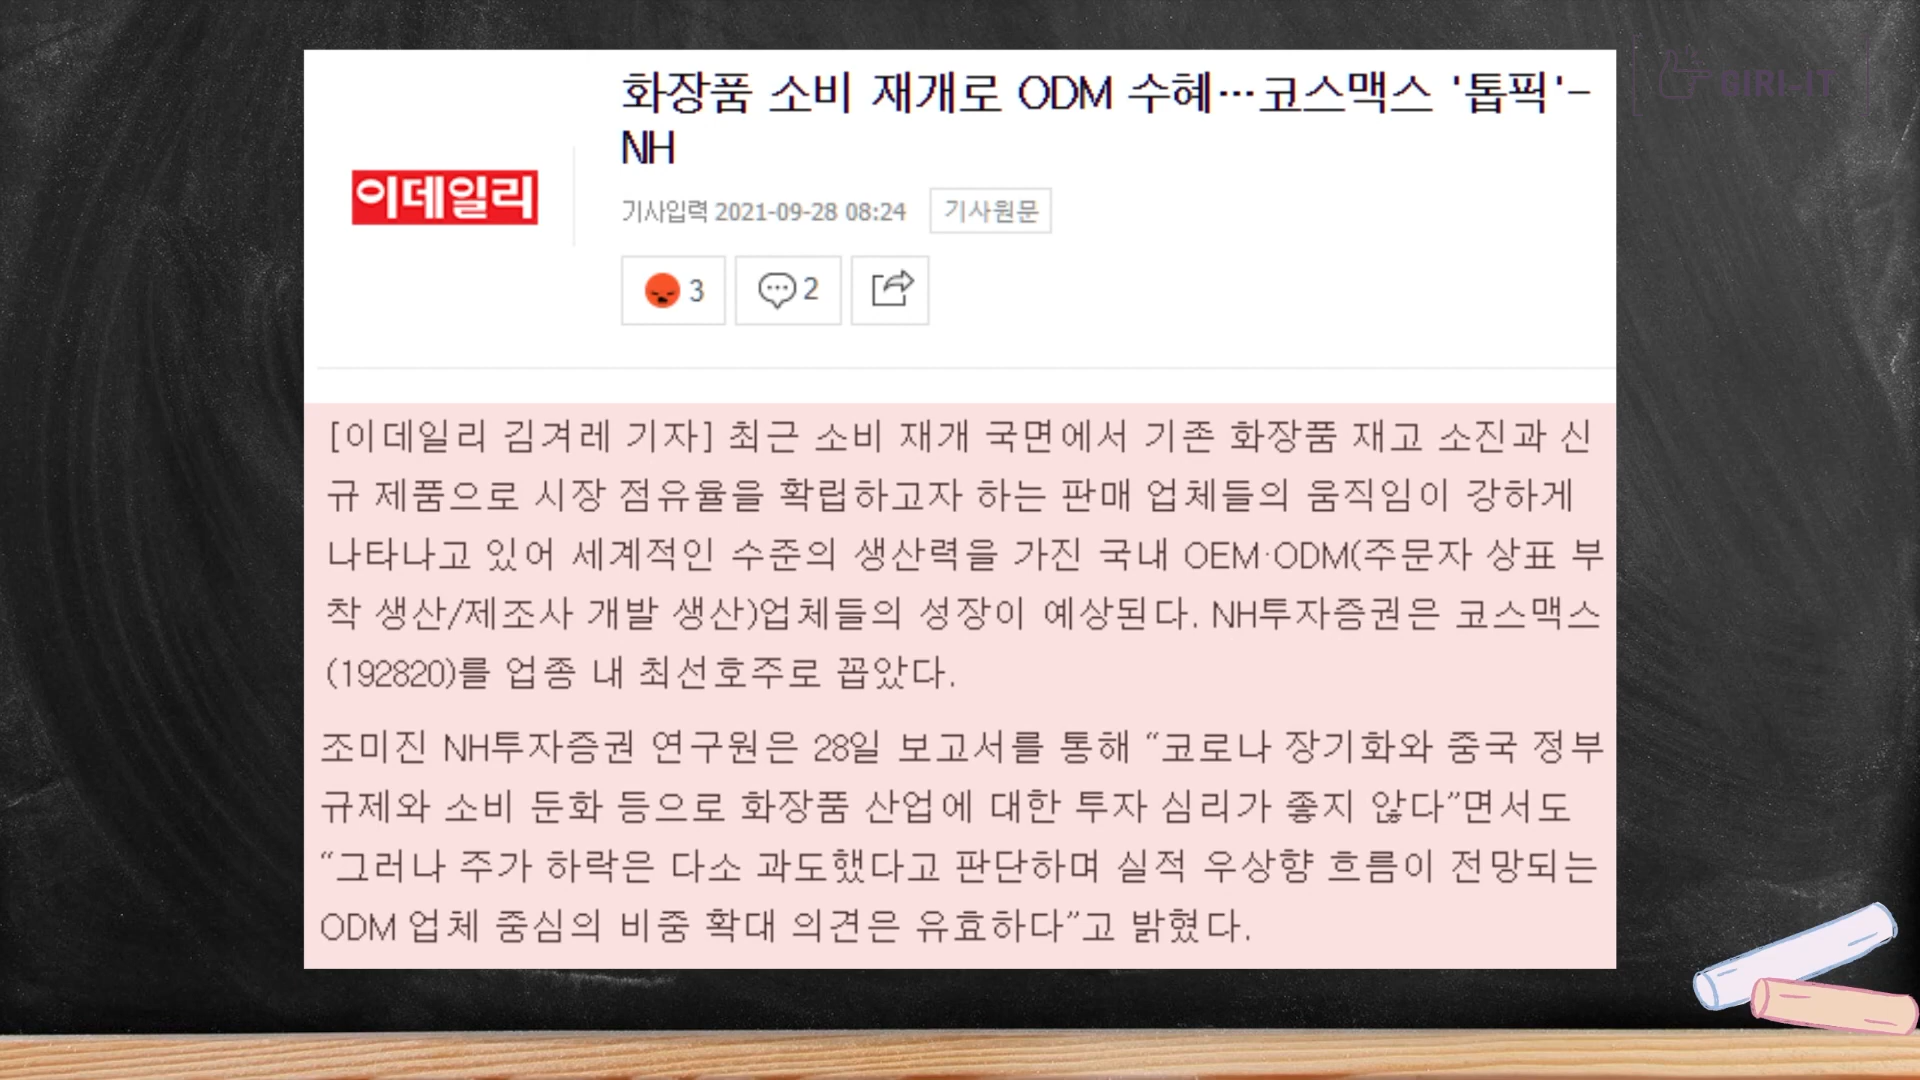 화장품 소비 재개로 ODM 수혜…코스맥스 '톱픽'-
NH
이데일리
기사입력 2021-09-28 08:24 기사원문
3 2
GIRI-IT
[이데일리 김겨레 기자] 최근 소비 재개 국면에서 기존 화장품 재고 소진과 신
규 제품으로 시장 점유율을 확립하고자 하는 판매 업체들의 움직임이 강하게
나타나고 있어 세계적인 수준의 생산력을 가진 국내 OEM·ODM(주문자 상표 부
착 생산/제조사 개발 생산)업체들의 성장이 예상된다. NH투자증권은 코스맥스
(192820)를 업종 내 최선호주로 꼽았다.
조미진 NH투자증권 연구원은 28일 보고서를 통해 “코로나 장기화와 중국 정부
규제와 소비 둔화 등으로 화장품 산업에 대한 투자 심리가 좋지 않다”면서도
“그러나 주가 하락은 다소 과도했다고 판단하며 실적 우상향 흐름이 전망되는
ODM 업체 중심의 비중 확대 의견은 유효하다”고 밝혔다.